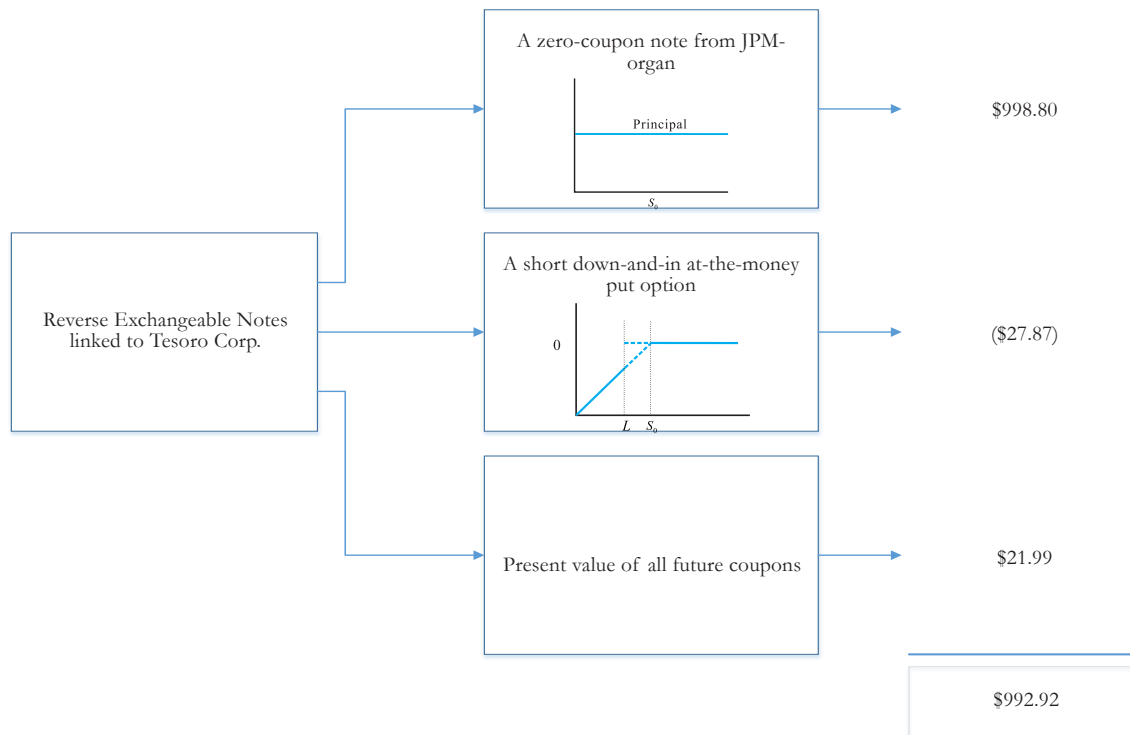 A zero-coupon note from JPM-
organ
Principal
S₀
$998.80
Reverse Exchangeable Notes
linked to Tesoro Corp.
A short down-and-in at-the-money
put option
0
L S₀
($27.87)
Present value of all future coupons
$21.99
$992.92